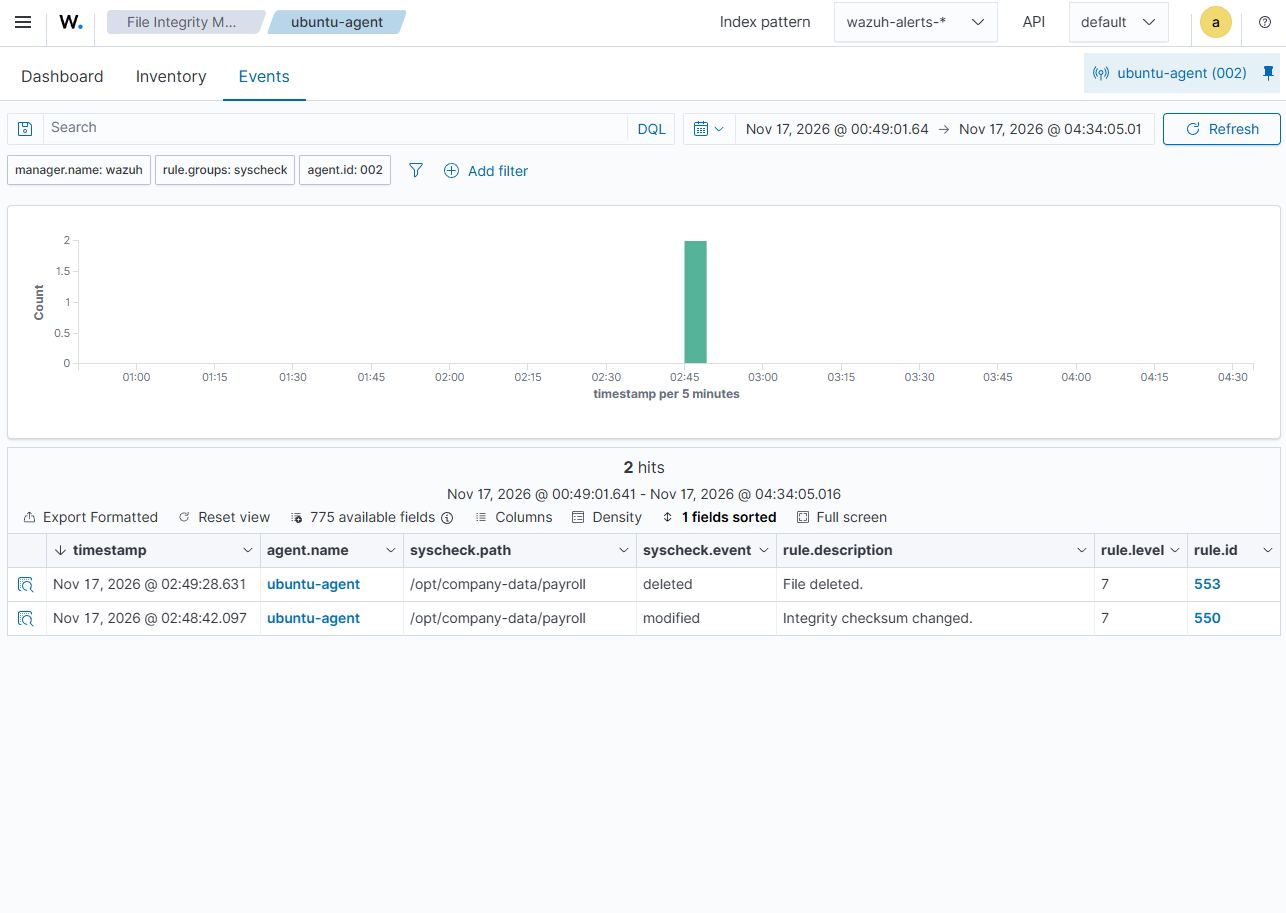 W. File Integrity M... ubuntu-agent Index pattern wazuh-alerts-* API default a
Dashboard Inventory Events ubuntu-agent (002)
Search DQL Nov 17, 2026 @ 00:49:01.64 → Nov 17, 2026 @ 04:34:05.01 Refresh
manager.name: wazuh rule.groups: syscheck agent.id: 002 Add filter
2
1.5
1
0.5
0
Count
01:00 01:15 01:30 01:45 02:00 02:15 02:30 02:45 03:00 03:15 03:30 03:45 04:00 04:15 04:30
timestamp per 5 minutes
2 hits
Nov 17, 2026 @ 00:49:01.641 - Nov 17, 2026 @ 04:34:05.016
Export Formatted Reset view 775 available fields Columns Density 1 fields sorted Full screen
timestamp agent.name syscheck.path syscheck.event rule.description rule.level rule.id
Nov 17, 2026 @ 02:49:28.631 ubuntu-agent /opt/company-data/payroll deleted File deleted. 7 553
Nov 17, 2026 @ 02:48:42.097 ubuntu-agent /opt/company-data/payroll modified Integrity checksum changed. 7 550